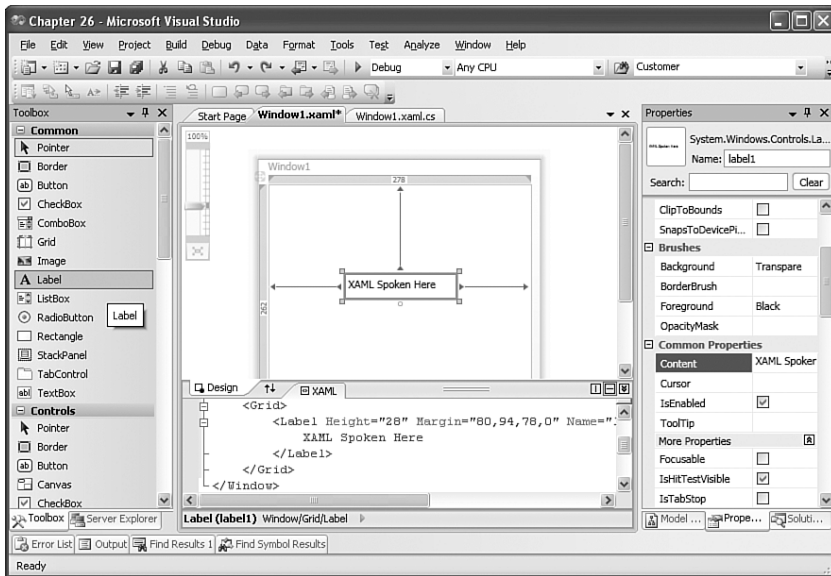 Chapter 26 - Microsoft Visual Studio
File Edit View Project Build Debug Data Format Tools Test Analyze Window Help
Debug Any CPU Customer
Toolbox
Common
Pointer
Border
Button
CheckBox
ComboBox
Grid
Image
A Label
ListBox
RadioButton
Label
Rectangle
StackPanel
TabControl
TextBox
Controls
Pointer
Border
Button
Canvas
CheckBox
Toolbox Server Explorer
Start Page Window1.xaml* Window1.xaml.cs
100%
Window1
278
262
XAML Spoken Here
Design XAML
<Grid>
<Label Height="28" Margin="80,94,78,0" Name="
XAML Spoken Here
</Label>
</Grid>
</Window>
Label (label1) Window/Grid/Label
Properties
System.Windows.Controls.La...
Name: label1
Search: Clear
ClipToBounds
SnapsToDevicePi...
Brushes
Background Transpare
BorderBrush
Foreground Black
OpacityMask
Common Properties
Content XAML Spoker
Cursor
IsEnabled
ToolTip
More Properties
Focusable
IsHitTestVisible
IsTabStop
Model ... Prope... Soluti...
Error List Output Find Results 1 Find Symbol Results
Ready